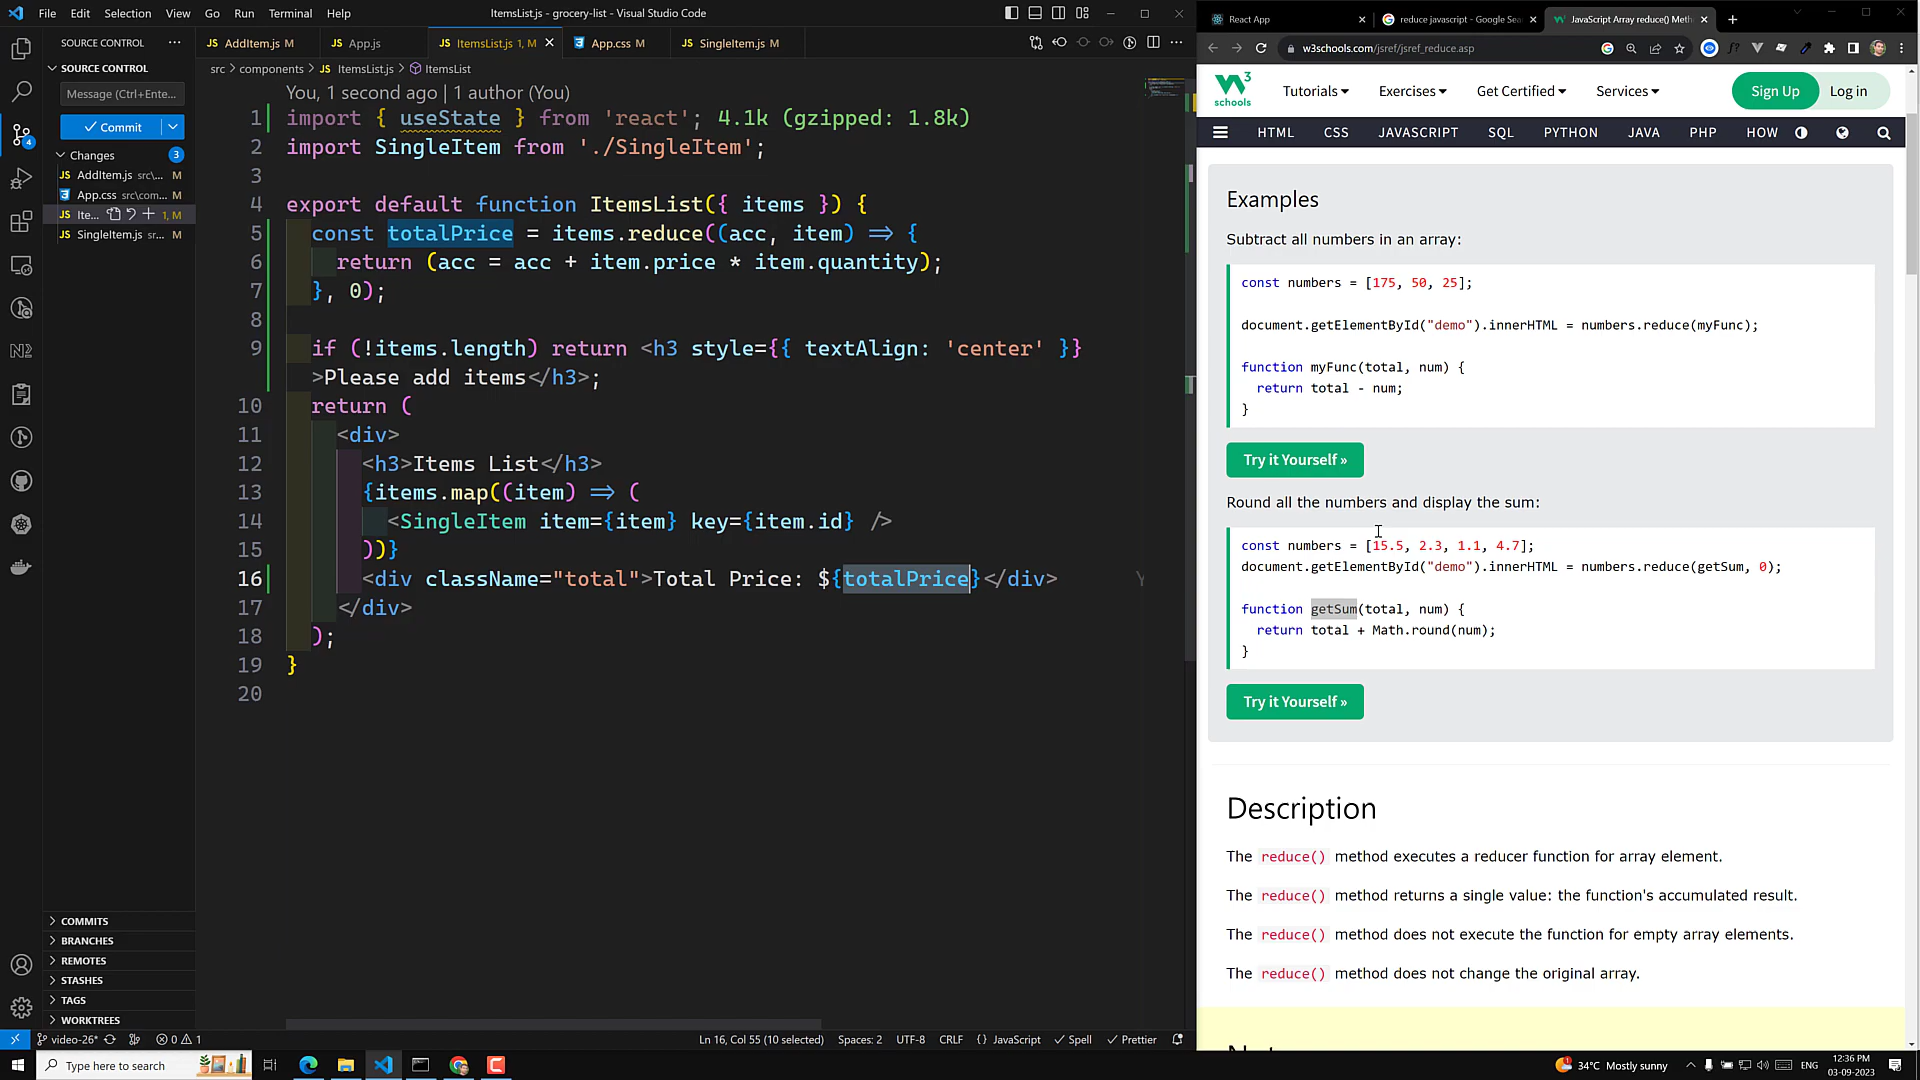 File Edit Selection View Go Run Terminal Help
ItemsList.js - grocery-list - Visual Studio Code
SOURCE CONTROL
SOURCE CONTROL
Message (Ctrl+Ente...
Commit
Changes 3
AddItem.js src\... M
App.css src\com... M
Ite... 1, M
SingleItem.js sr... M
COMMITS
BRANCHES
REMOTES
STASHES
TAGS
WORKTREES
AddItem.js M App.js ItemsList.js 1, M App.css M SingleItem.js M
src > components > JS ItemsList.js > ItemsList
You, 1 second ago | 1 author (You)
1 import { useState } from 'react'; 4.1k (gzipped: 1.8k)
2 import SingleItem from './SingleItem';
3
4 export default function ItemsList({ items }) {
5 const totalPrice = items.reduce((acc, item) => {
6 return (acc = acc + item.price * item.quantity);
7 }, 0);
8
9 if (!items.length) return <h3 style={{ textAlign: 'center' }}
>Please add items</h3>;
10 return (
11 <div>
12 <h3>Items List</h3>
13 {items.map((item) => (
14 <SingleItem item={item} key={item.id} />
15 ))}
16 <div className="total">Total Price: ${totalPrice}</div>
17 </div>
18 );
19 }
20
video-26* 0 1 Ln 16, Col 55 (10 selected) Spaces: 2 UTF-8 CRLF {} JavaScript Spell Prettier
React App
reduce javascript - Google Sea
JavaScript Array reduce() Meth
w3schools.com/jsref/jsref_reduce.asp
W3
schools
Tutorials Exercises Get Certified Services Sign Up Log in
HTML CSS JAVASCRIPT SQL PYTHON JAVA PHP HOW
Examples
Subtract all numbers in an array:
const numbers = [175, 50, 25];
document.getElementById("demo").innerHTML = numbers.reduce(myFunc);
function myFunc(total, num) {
return total - num;
}
Try it Yourself »
Round all the numbers and display the sum:
const numbers = [15.5, 2.3, 1.1, 4.7];
document.getElementById("demo").innerHTML = numbers.reduce(getSum, 0);
function getSum(total, num) {
return total + Math.round(num);
}
Try it Yourself »
Description
The reduce() method executes a reducer function for array element.
The reduce() method returns a single value: the function's accumulated result.
The reduce() method does not execute the function for empty array elements.
The reduce() method does not change the original array.
Type here to search
34°C Mostly sunny
ENG
12:36 PM
03-09-2023